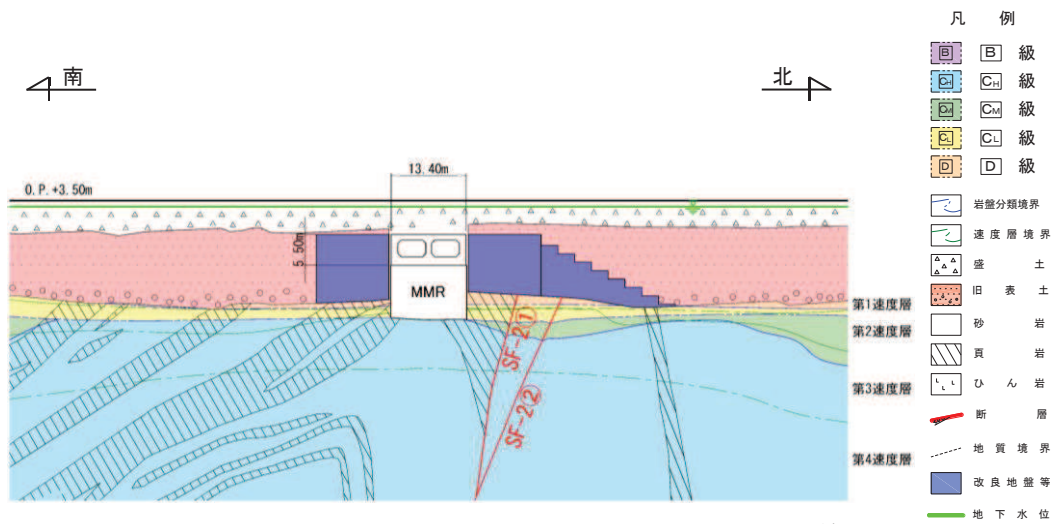 南
北
O.P.+3.50m
13.40m
5.50m
MMR
SF-2①
SF-2②
第1速度層
第2速度層
第3速度層
第4速度層
凡 例
B B 級
CH CH 級
CM CM 級
CL CL 級
D D 級
岩盤分類境界
速度層境界
盛 土
旧 表 土
砂 岩
頁 岩
ひ ん 岩
断 層
地 質 境 界
改 良 地 盤 等
地 下 水 位